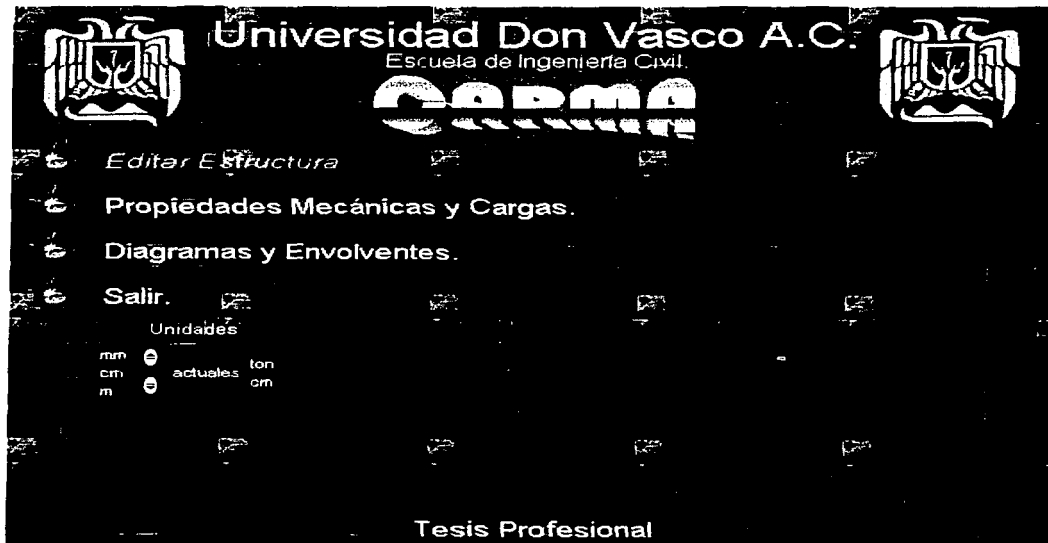 Universidad Don Vasco A.C.
Escuela de Ingeniería Civil.
CARMA
Editar Estructura
Propiedades Mecánicas y Cargas.
Diagramas y Envolventes.
Salir.
Unidades
mm
cm
m
actuales
ton
cm
Tesis Profesional